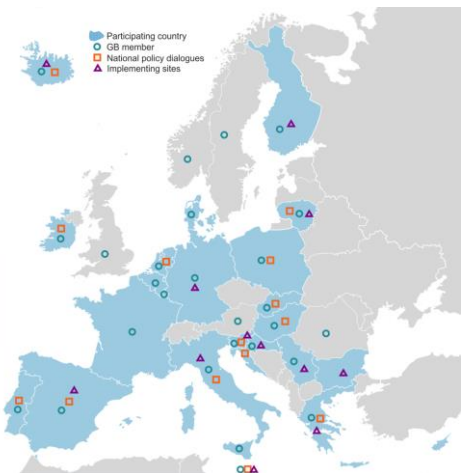 Participating country
GB member
National policy dialogues
Implementing sites